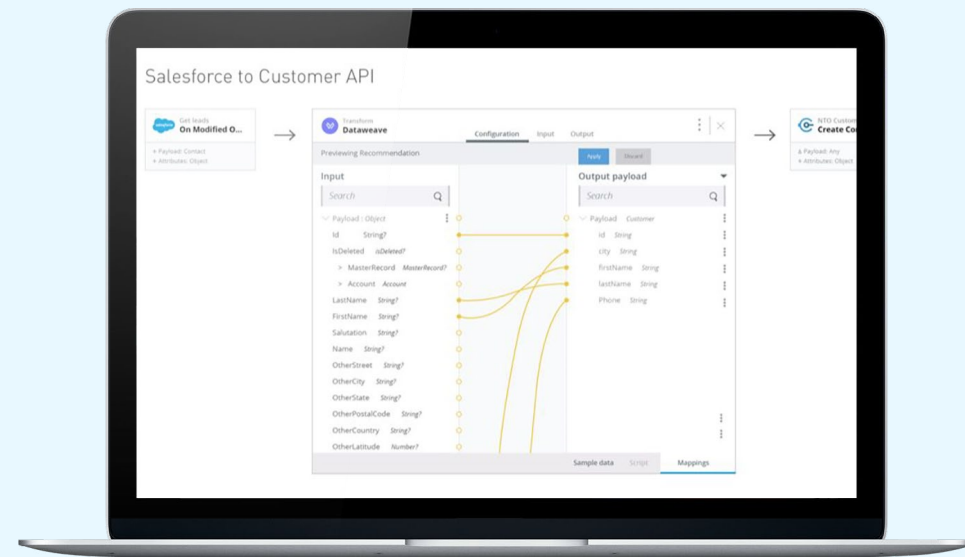 Salesforce to Customer API
Get leads
On Modified O...
+ Payload: Contact
+ Attributes: Object
Transform
Dataweave
Configuration Input Output
Previewing Recommendation
Apply Discard
Input
Search
Payload : Object
Id String?
IsDeleted isDeleted?
> MasterRecord MasterRecord?
> Account Account
LastName String?
FirstName String?
Salutation String?
Name String?
OtherStreet String?
OtherCity String?
OtherState String?
OtherPostalCode String?
OtherCountry String?
OtherLatitude Number?
Output payload
Search
Payload Customer
id String
city String
firstName String
lastName String
Phone String
Sample data Script Mappings
NTO Custom
Create Co
Payload: Any
+ Attributes: Object